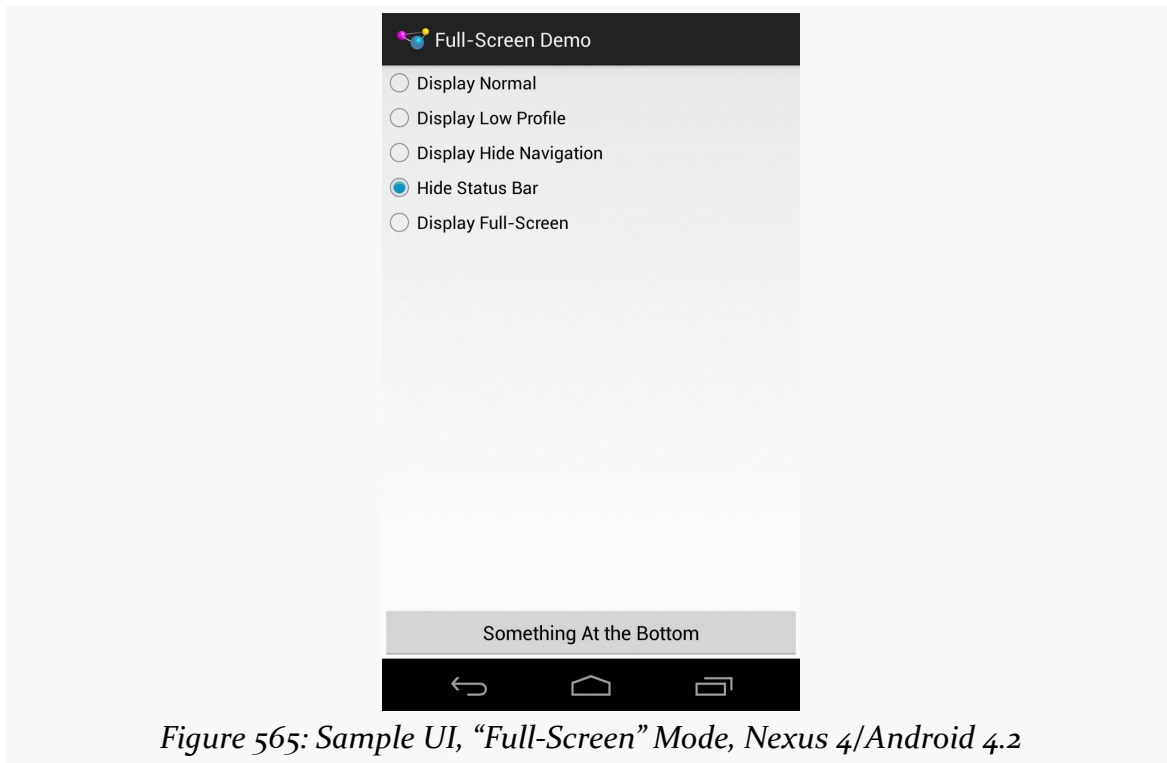 Full-Screen Demo
Display Normal
Display Low Profile
Display Hide Navigation
Hide Status Bar
Display Full-Screen
Something At the Bottom
Figure 565: Sample UI, “Full-Screen” Mode, Nexus 4/Android 4.2